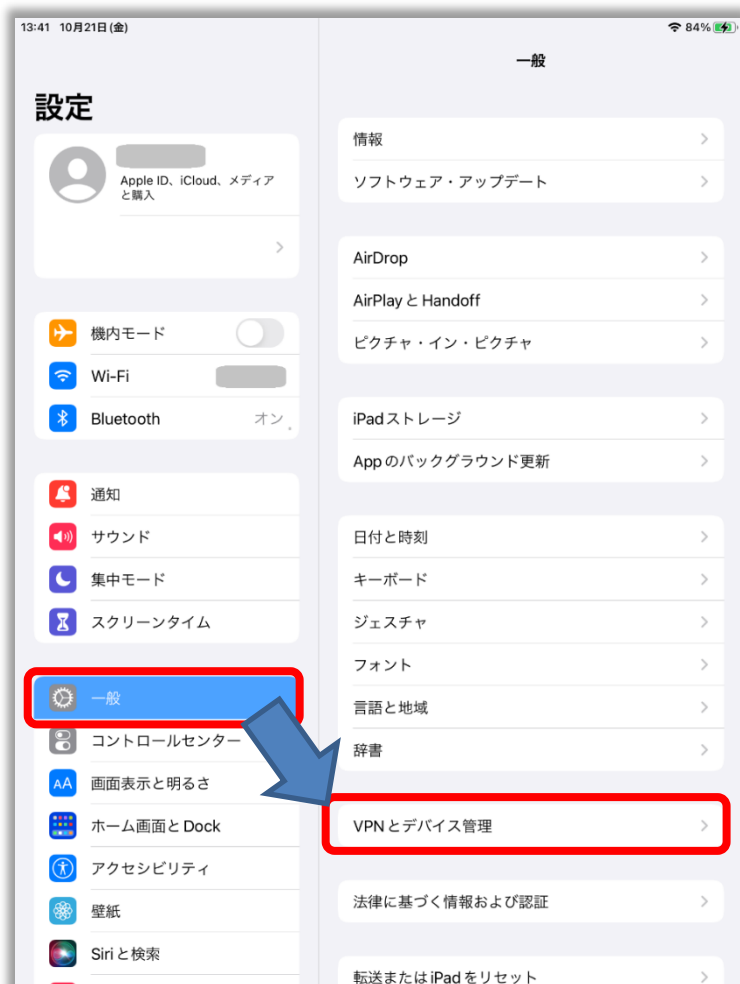 13:41 10月21日(金)
84%
設定
Apple ID、iCloud、メディア
と購入
機内モード
Wi-Fi
Bluetooth オン
通知
サウンド
集中モード
スクリーンタイム
一般
コントロールセンター
AA 画面表示と明るさ
ホーム画面とDock
アクセシビリティ
壁紙
Siriと検索
一般
情報
ソフトウェア・アップデート
AirDrop
AirPlayとHandoff
ピクチャ・イン・ピクチャ
iPadストレージ
Appのバックグラウンド更新
日付と時刻
キーボード
ジェスチャ
フォント
言語と地域
辞書
VPNとデバイス管理
法律に基づく情報および認証
転送またはiPadをリセット